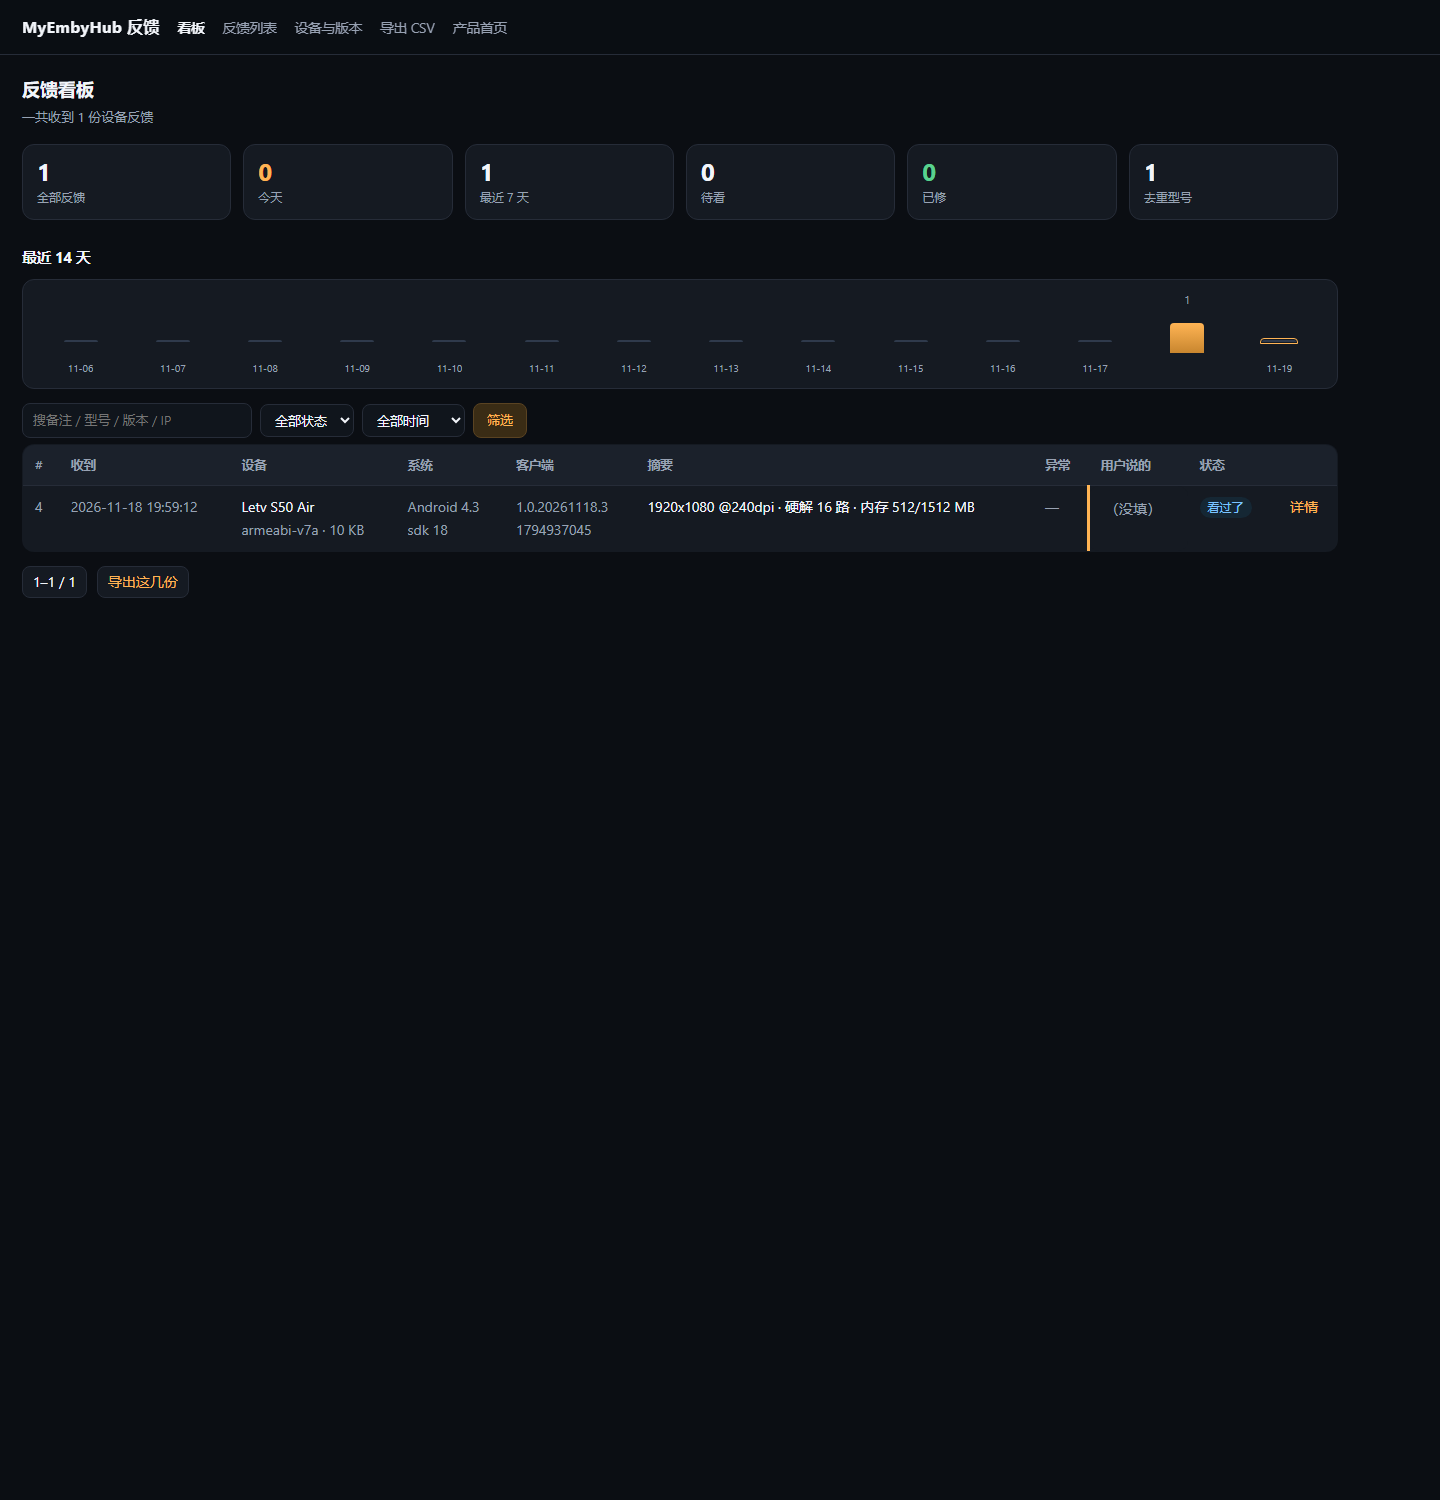 MyEmbyHub 反馈 看板 反馈列表 设备与版本 导出 CSV 产品首页
反馈看板
一共收到 1 份设备反馈
1 0 1 0 0 1
全部反馈 今天 最近 7 天 待看 已修 去重型号
最近 14 天
1
11-06 11-07 11-08 11-09 11-10 11-11 11-12 11-13 11-14 11-15 11-16 11-17 11-19
搜备注 / 型号 / 版本 / IP 全部状态 全部时间 筛选
# 收到 设备 系统 客户端 摘要 异常 用户说的 状态
4 2026-11-18 19:59:12 Letv S50 Air Android 4.3 1.0.20261118.3 1920x1080 @240dpi · 硬解 16 路 · 内存 512/1512 MB — (没填) 看过了 详情
armeabi-v7a · 10 KB sdk 18 1794937045
1–1 / 1 导出这几份